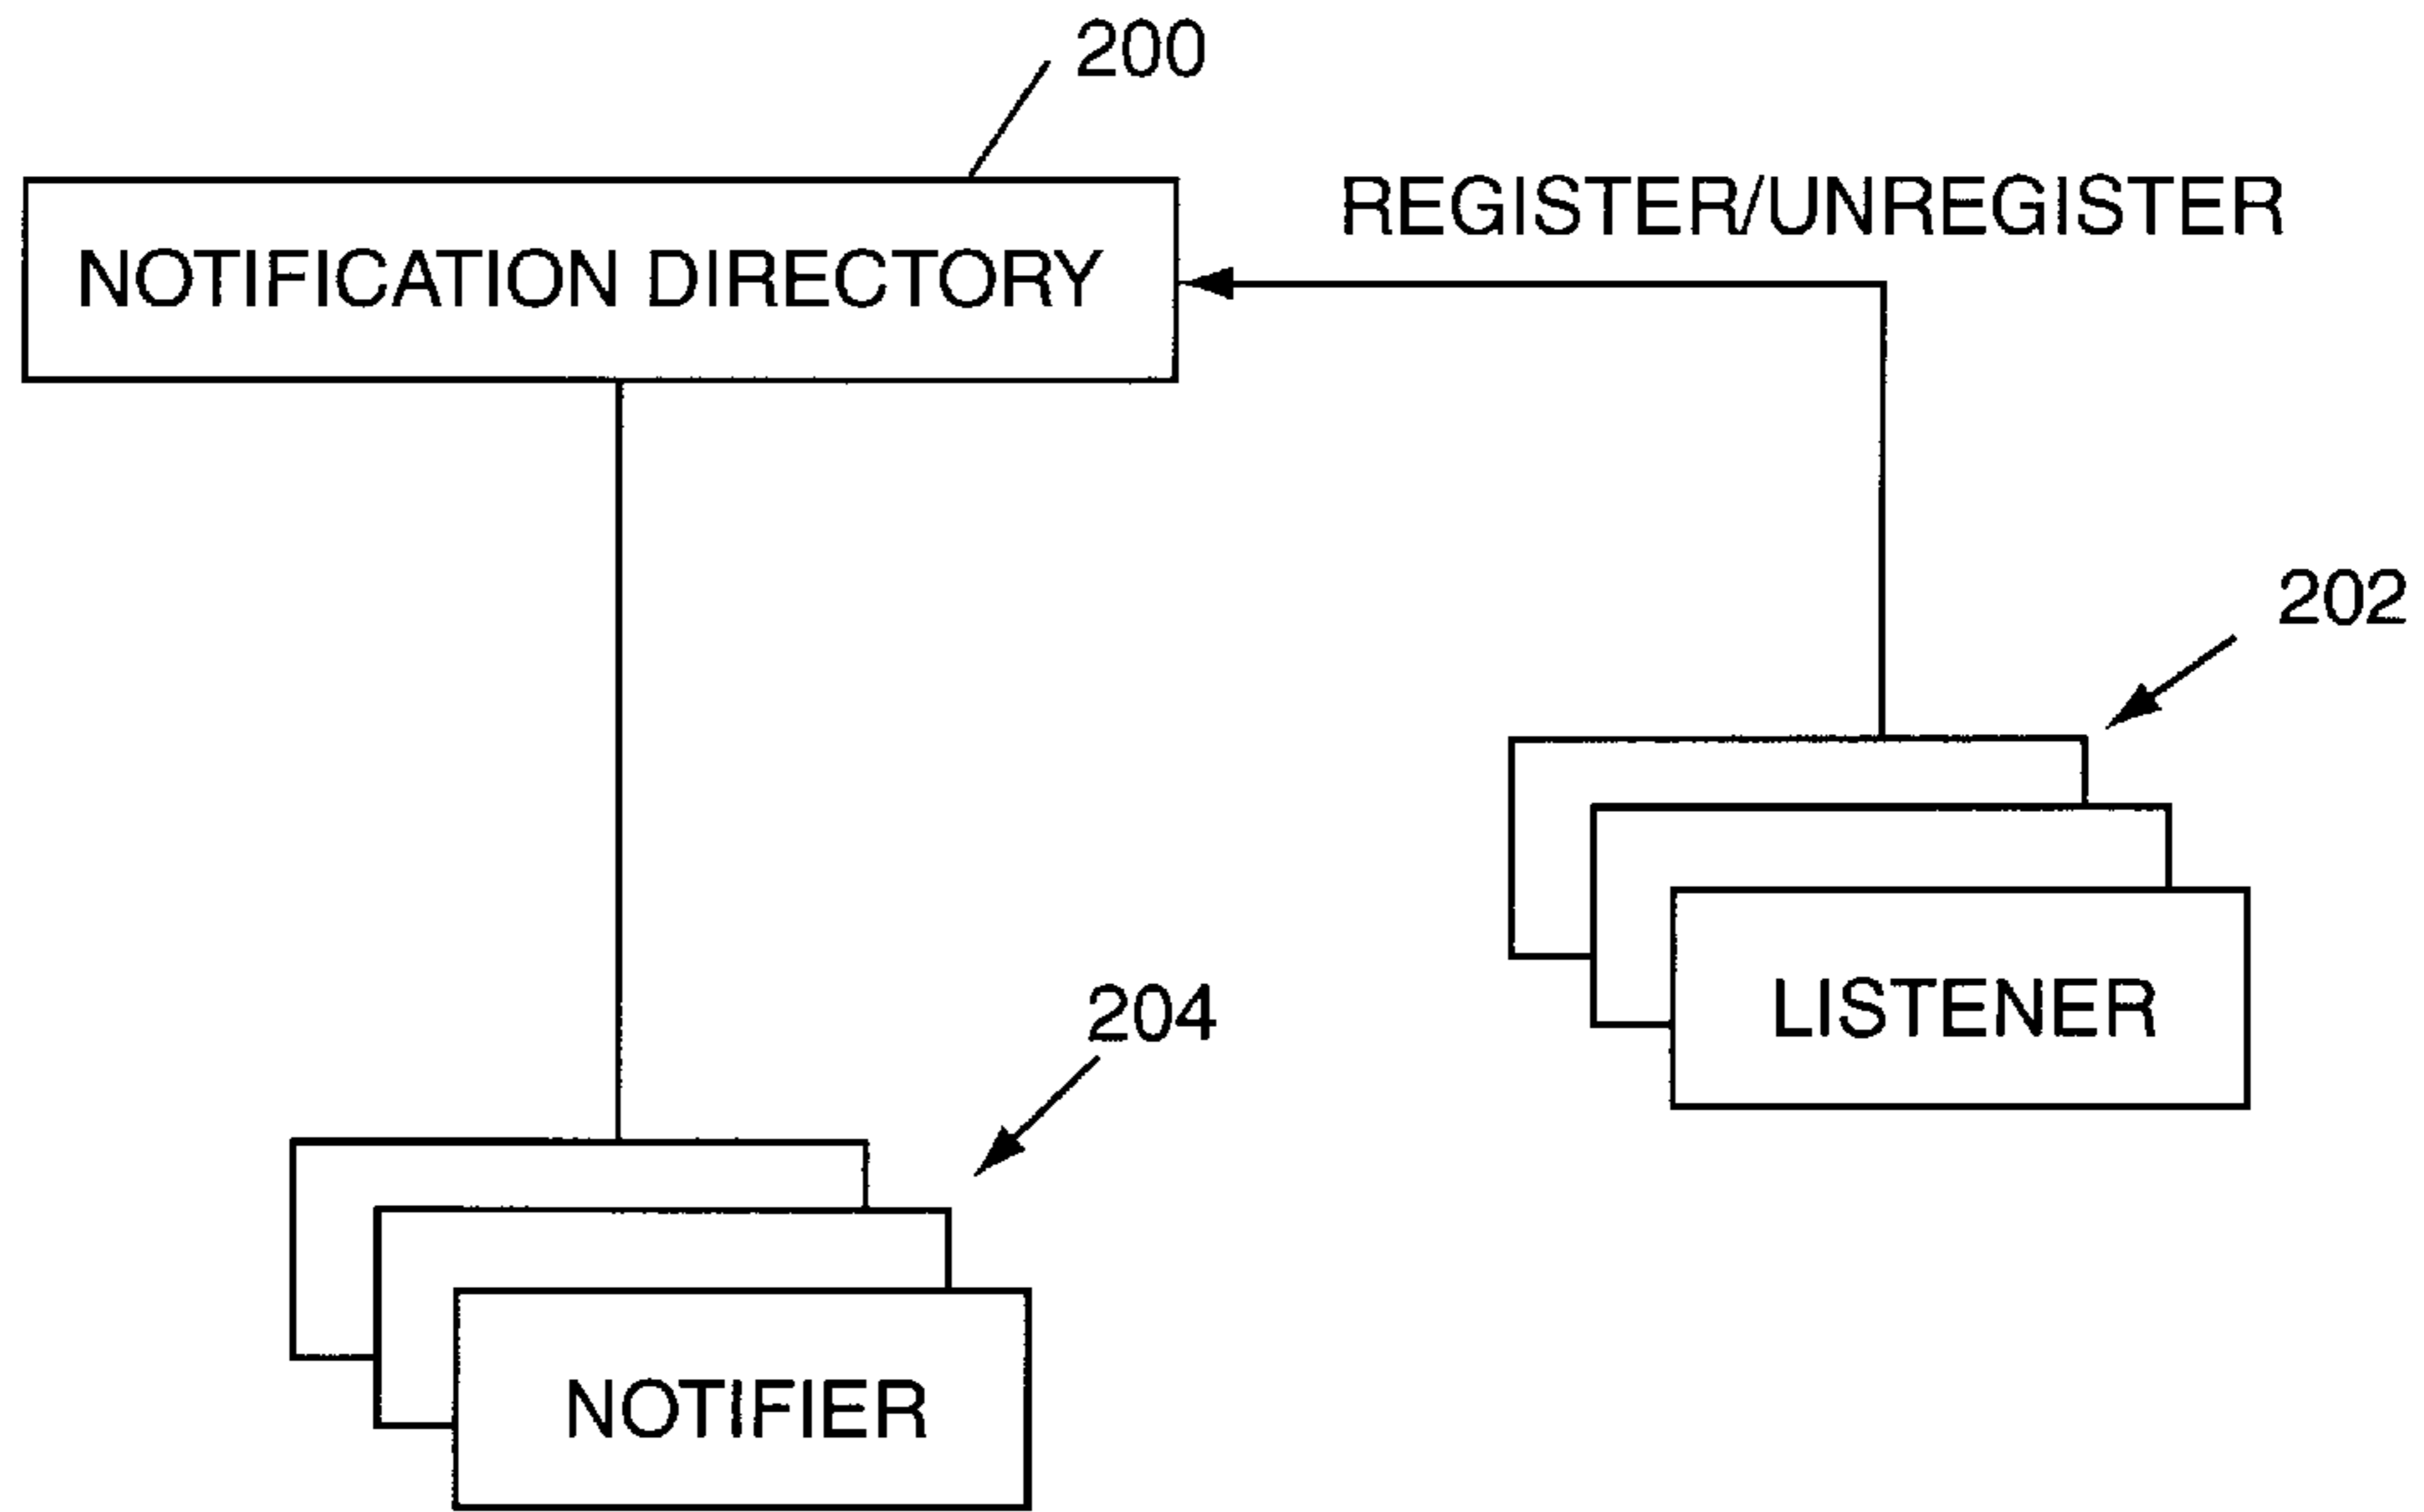 200
REGISTER/UNREGISTER
NOTIFICATION DIRECTORY
202
LISTENER
204
NOTIFIER